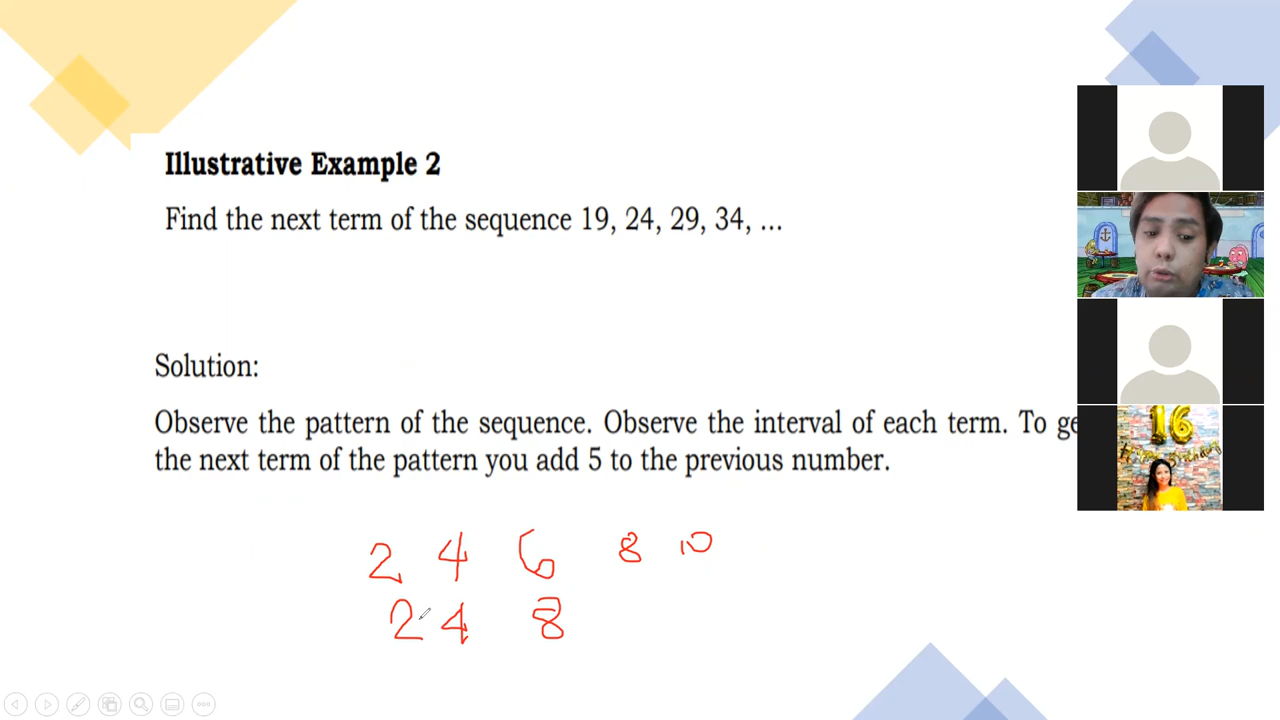 Illustrative Example 2
Find the next term of the sequence 19, 24, 29, 34, ...
Solution:
Observe the pattern of the sequence. Observe the interval of each term. To ge
the next term of the pattern you add 5 to the previous number.
2 4 6 8 10
2 4 8
16